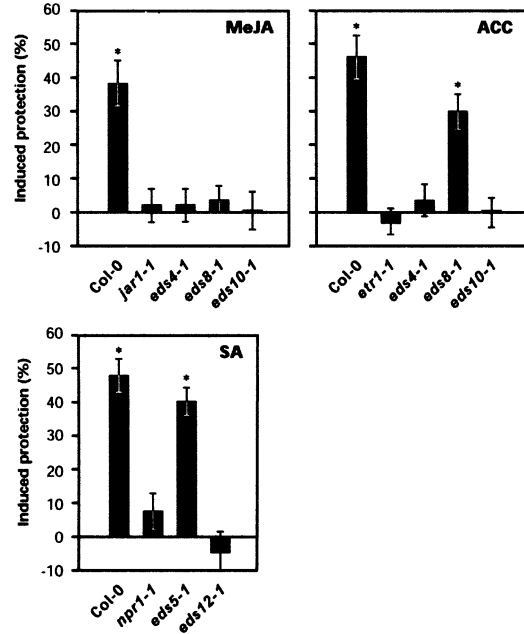 MeJA
Induced protection (%)
60
50
40
30
20
10
0
-10
*
Col-0
jar1-1
eds4-1
eds8-1
eds10-1
ACC
*
*
Col-0
etr1-1
eds4-1
eds8-1
eds10-1
SA
Induced protection (%)
60
50
40
30
20
10
0
-10
*
*
Col-0
npr1-1
eds5-1
eds12-1